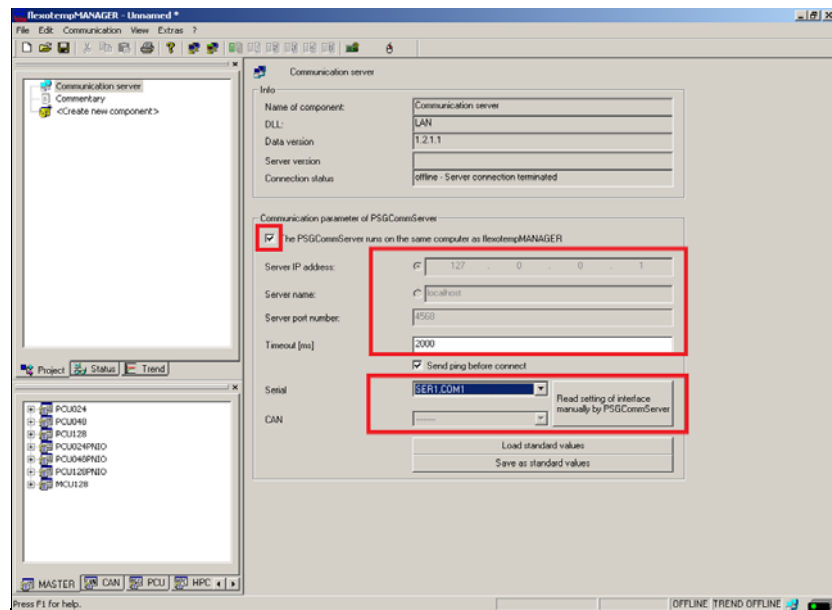 flexotempMANAGER - Unnamed *
File Edit Communication View Extras ?
Communication server
Commentary
<Create new component>
Project Status Trend
PCU024
PCU048
PCU128
PCU024PNIO
PCU048PNIO
PCU128PNIO
MCU128
MASTER CAN PCU HPC
Communication server
Info
Name of component: Communication server
DLL: LAN
Data version 1.2.1.1
Server version
Connection status offline - Server connection terminated
Communication parameter of PSGCommServer
The PSGCommServer runs on the same computer as flexotempMANAGER
Server IP address: 127 . 0 . 0 . 1
Server name: localhost
Server port number: 4568
Timeout [ms] 2000
Send ping before connect
Serial SER1,COM1
CAN ------
Read setting of interface
manually by PSGCommServer
Load standard values
Save as standard values
Press F1 for help.
OFFLINE TREND OFFLINE